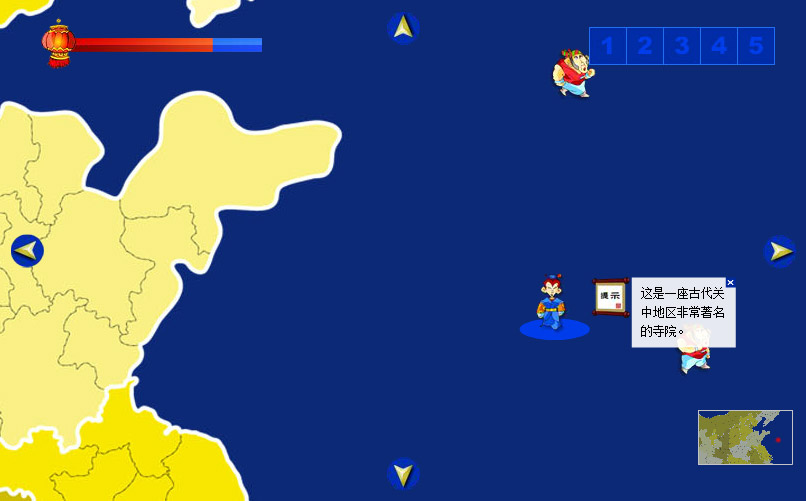 1 2 3 4 5
提示
这是一座古代关
中地区非常著名
的寺院。